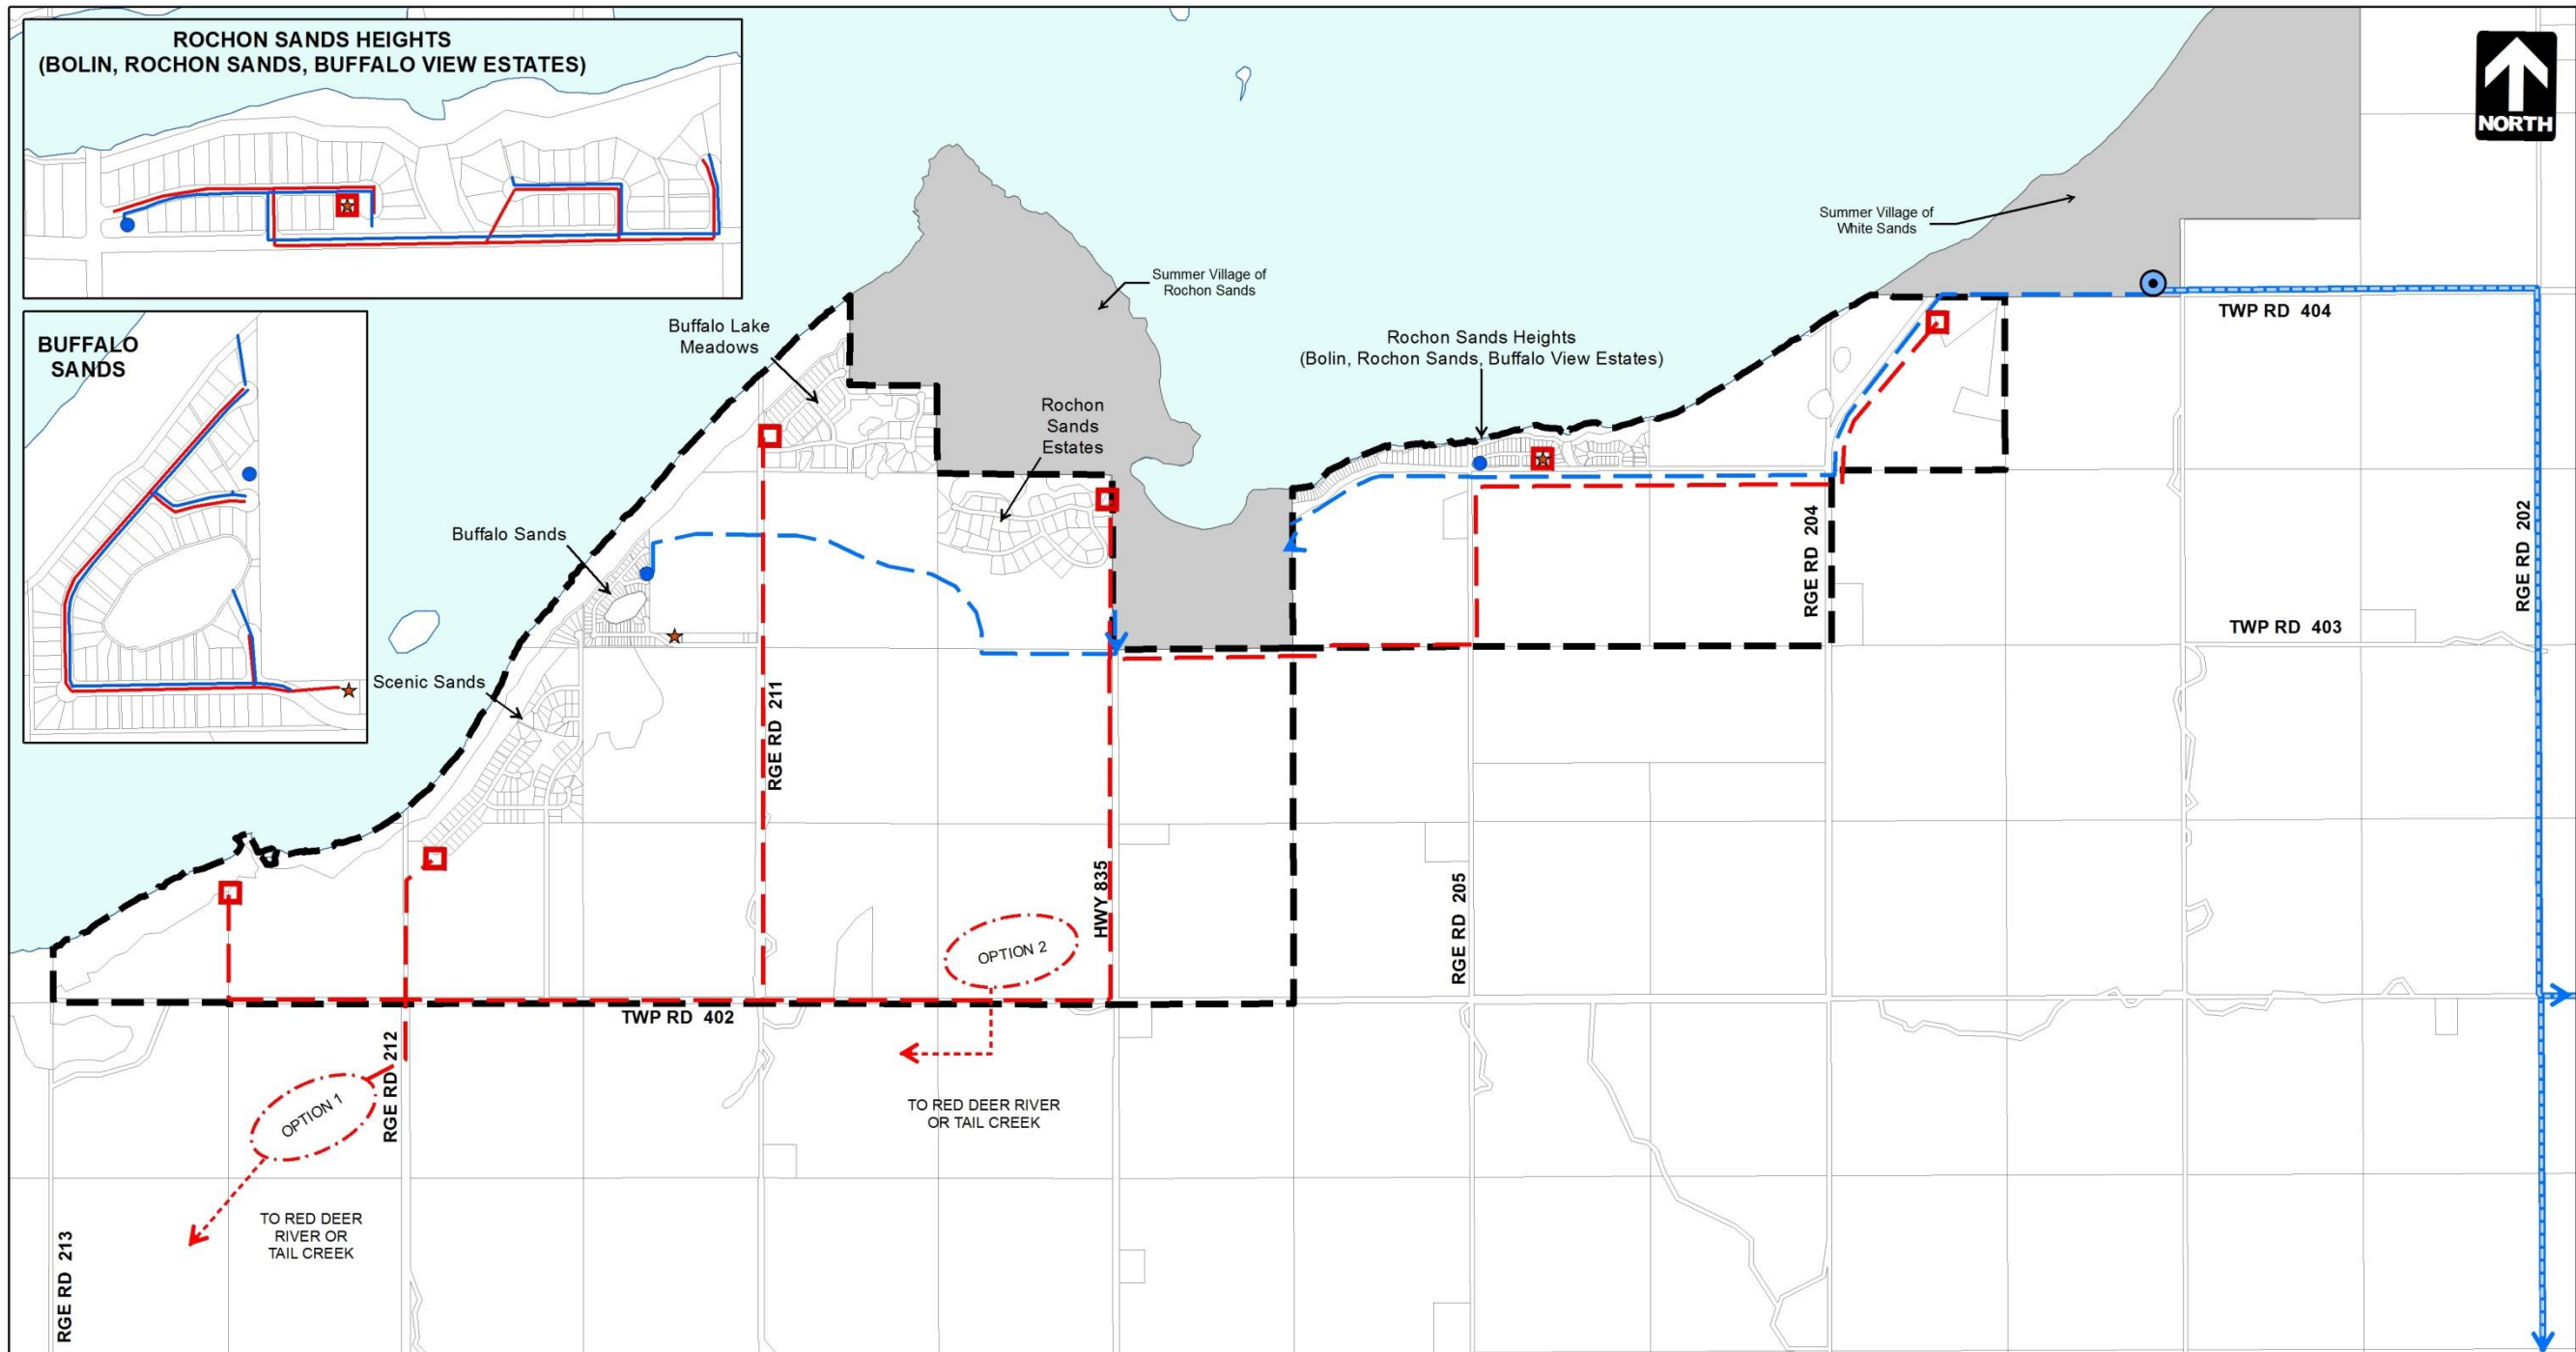 ROCHON SANDS HEIGHTS
(BOLIN, ROCHON SANDS, BUFFALO VIEW ESTATES)
NORTH
BUFFALO
SANDS
Summer Village of
White Sands
Summer Village of
Rochon Sands
TWP RD 404
Buffalo Lake
Meadows
Rochon Sands Heights
(Bolin, Rochon Sands, Buffalo View Estates)
Rochon
Sands
Estates
Buffalo Sands
RGE RD 204
RGE RD 202
TWP RD 403
Scenic Sands
RGE RD 211
HWY 835
RGE RD 205
OPTION 2
TWP RD 402
RGE RD 212
OPTION 1
TO RED DEER RIVER
OR TAIL CREEK
TO RED DEER
RIVER OR
TAIL CREEK
RGE RD 213